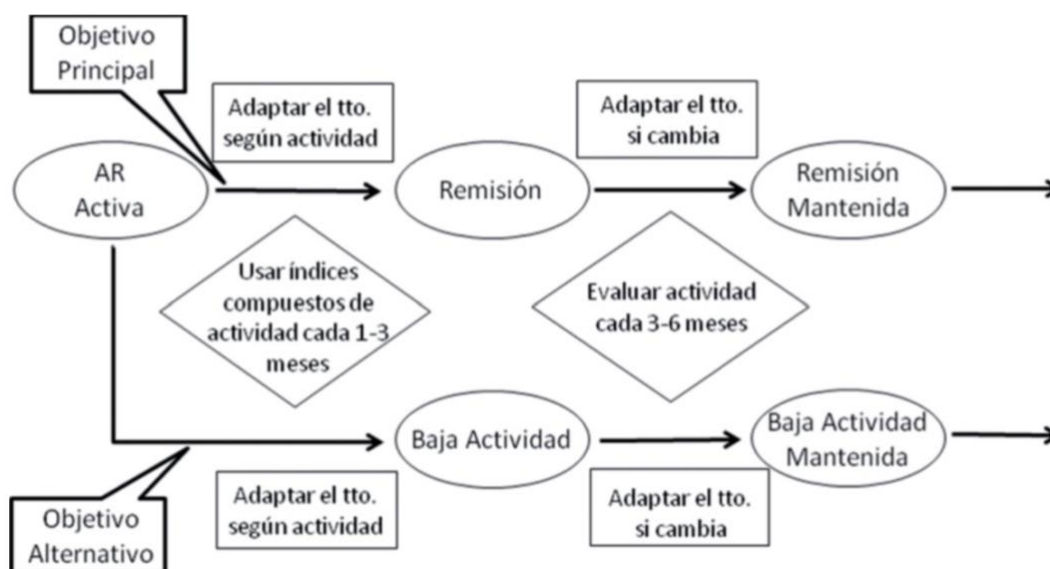 Objetivo
Principal
Adaptar el tto.
según actividad
Adaptar el tto.
si cambia
AR
Activa
Remisión
Remisión
Mantenida
Usar índices
compuestos de
actividad cada 1-3
meses
Evaluar actividad
cada 3-6 meses
Baja Actividad
Baja Actividad
Mantenida
Adaptar el tto.
según actividad
Adaptar el tto.
si cambia
Objetivo
Alternativo